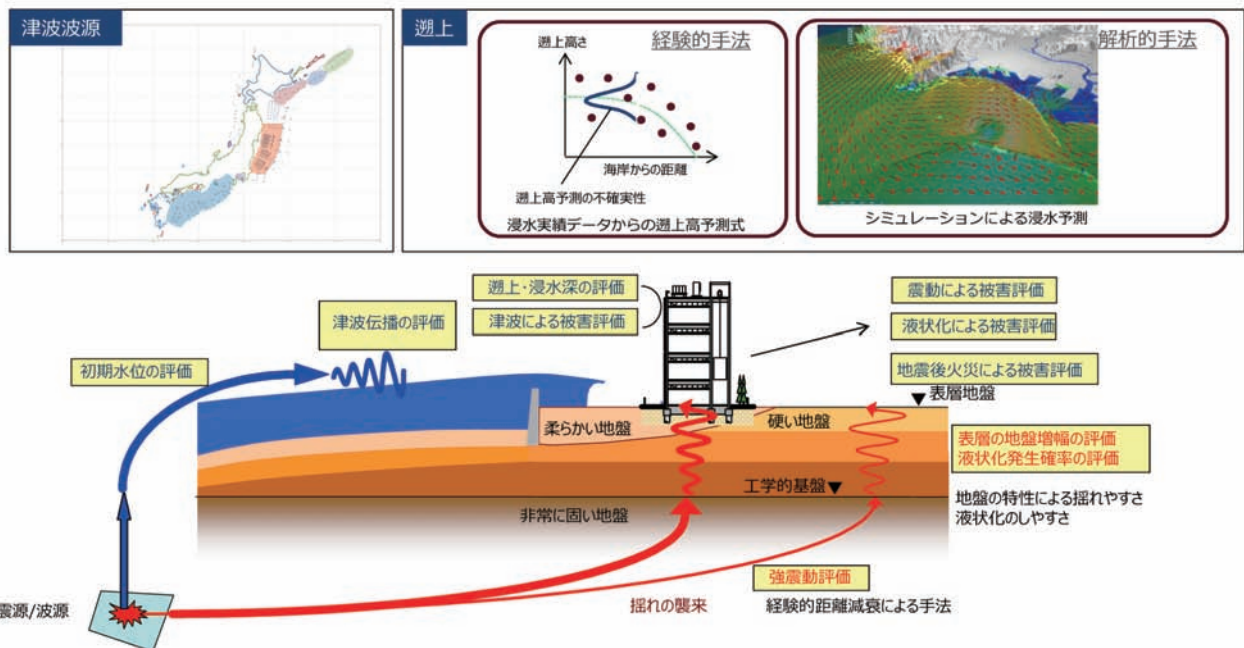 津波波源
遡上
経験的手法
遡上高さ
海岸からの距離
遡上高予測の不確実性
浸水実績データからの遡上高予測式
解析的手法
シミュレーションによる浸水予測
遡上・浸水深の評価
津波による被害評価
津波伝播の評価
初期水位の評価
震動による被害評価
液状化による被害評価
地震後火災による被害評価
表層地盤
柔らかい地盤
硬い地盤
表層の地盤増幅の評価
液状化発生確率の評価
工学的基盤
非常に固い地盤
地盤の特性による揺れやすさ
液状化のしやすさ
強震動評価
経験的距離減衰による手法
揺れの襲来
震源/波源